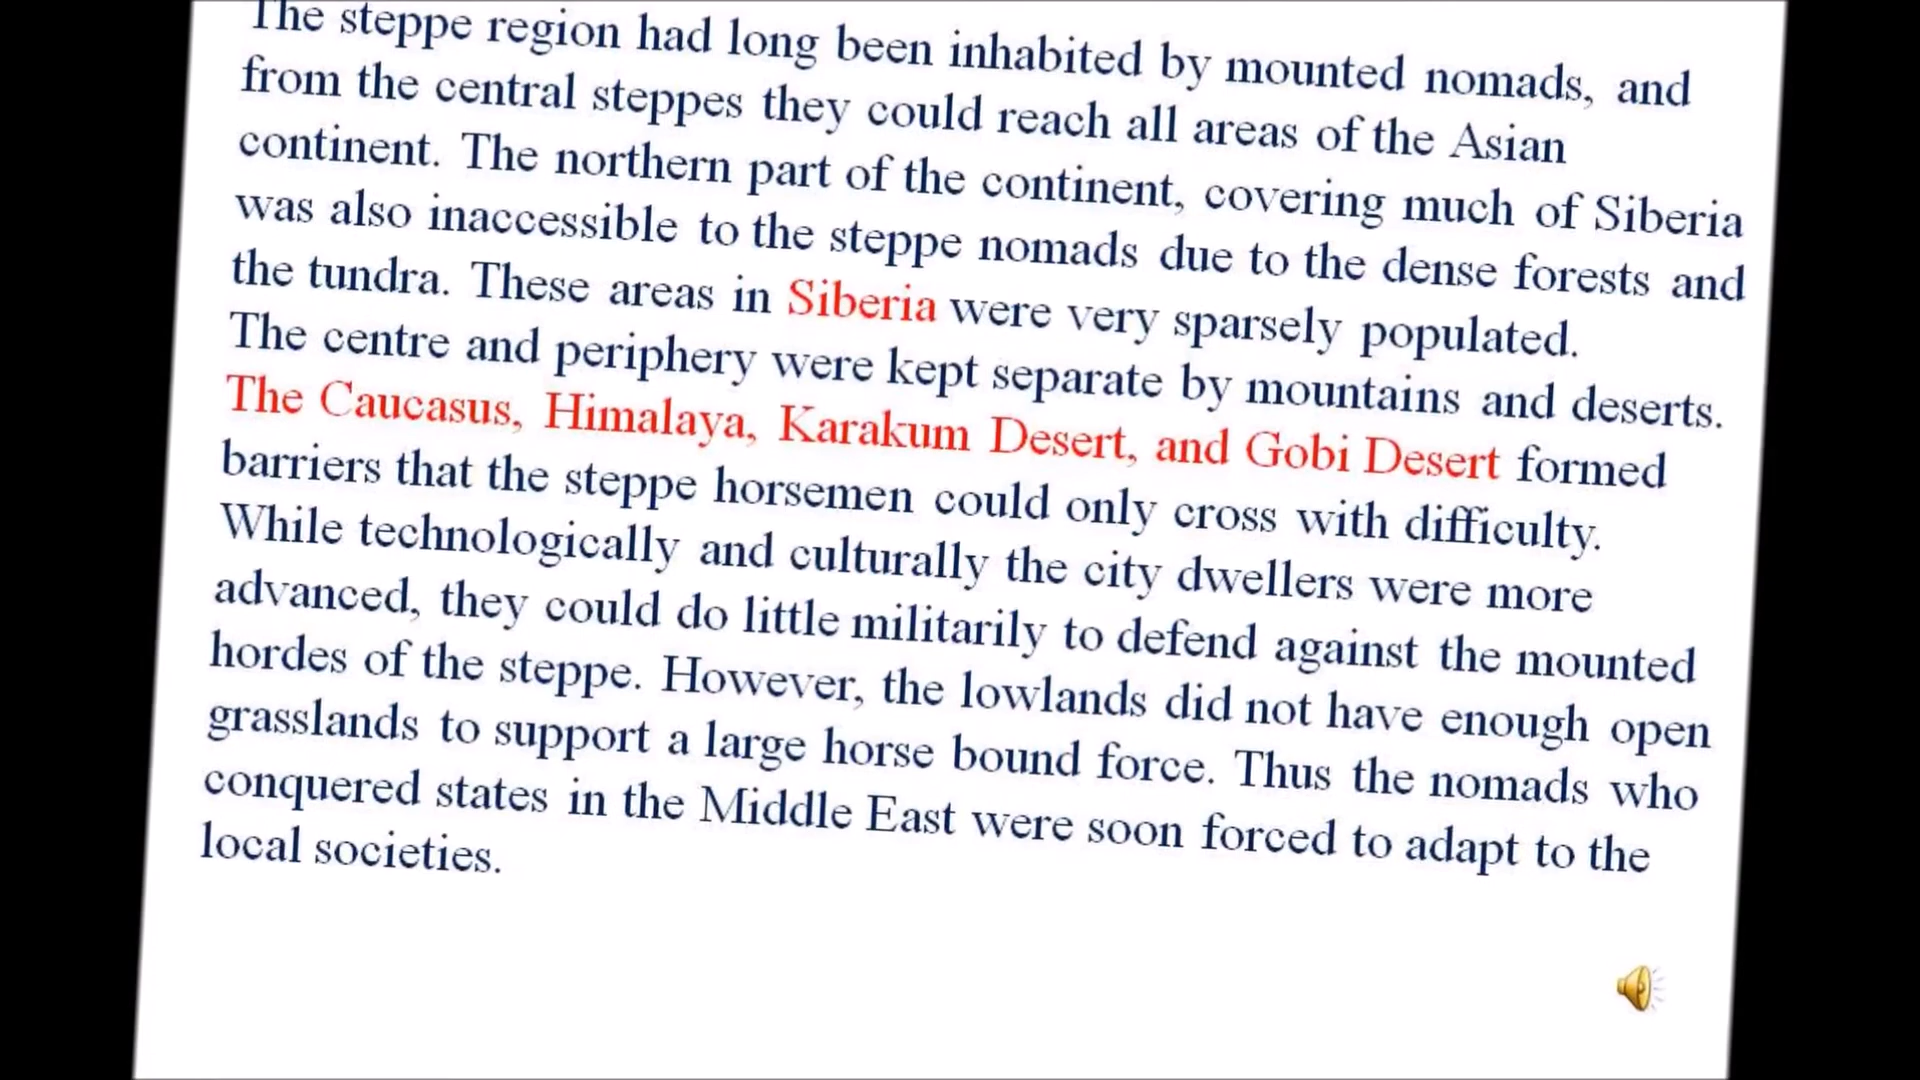 The steppe region had long been inhabited by mounted nomads, and
from the central steppes they could reach all areas of the Asian
continent. The northern part of the continent, covering much of Siberia
was also inaccessible to the steppe nomads due to the dense forests and
the tundra. These areas in Siberia were very sparsely populated.
The centre and periphery were kept separate by mountains and deserts.
The Caucasus, Himalaya, Karakum Desert, and Gobi Desert formed
barriers that the steppe horsemen could only cross with difficulty.
While technologically and culturally the city dwellers were more
advanced, they could do little militarily to defend against the mounted
hordes of the steppe. However, the lowlands did not have enough open
grasslands to support a large horse bound force. Thus the nomads who
conquered states in the Middle East were soon forced to adapt to the
local societies.